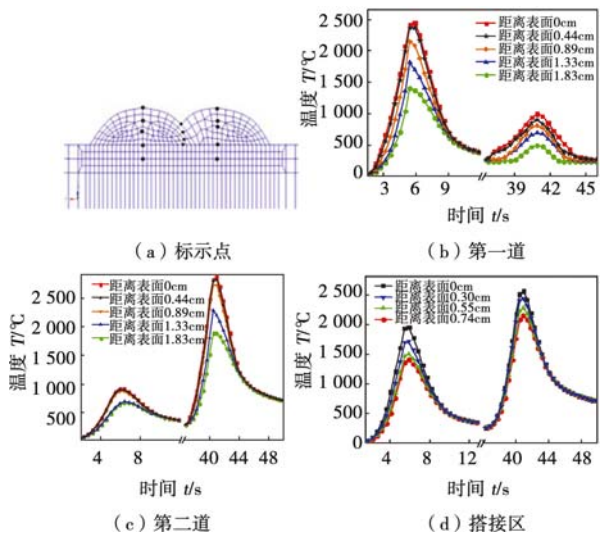 2 500
2 000
1 500
1 000
500
0
温度 T/℃
距离表面0cm
距离表面0.44cm
距离表面0.89cm
距离表面1.33cm
距离表面1.83cm
3 6 9 39 42 45
时间 t/s
(a) 标示点
(b) 第一道
2 500
2 000
1 500
1 000
500
温度 T/℃
距离表面0cm
距离表面0.44cm
距离表面0.89cm
距离表面1.33cm
距离表面1.83cm
4 8 40 44 48
时间 t/s
2 500
2 000
1 500
1 000
500
0
温度 T/℃
距离表面0cm
距离表面0.30cm
距离表面0.55cm
距离表面0.74cm
4 8 12 40 44 48
时间 t/s
(c) 第二道
(d) 搭接区